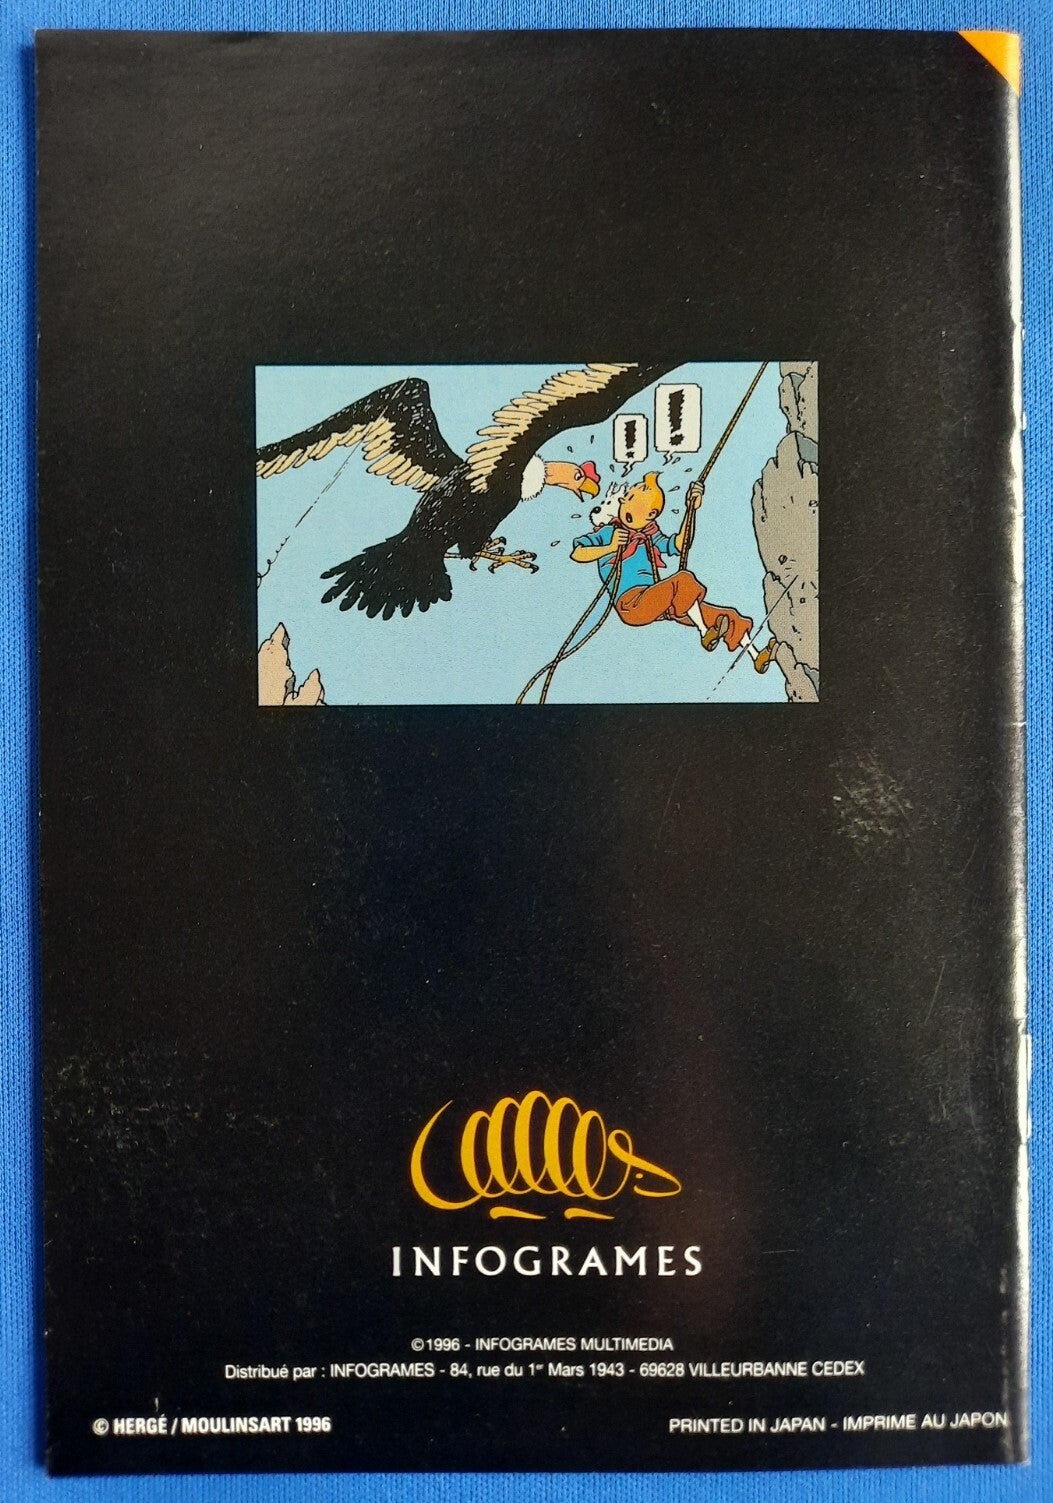 !
!
INFOGRAMES
©1996 - INFOGRAMES MULTIMEDIA
Distribué par : INFOGRAMES - 84, rue du 1er Mars 1943 - 69628 VILLEURBANNE CEDEX
© HERGÉ / MOULINSART 1996
PRINTED IN JAPAN - IMPRIME AU JAPON